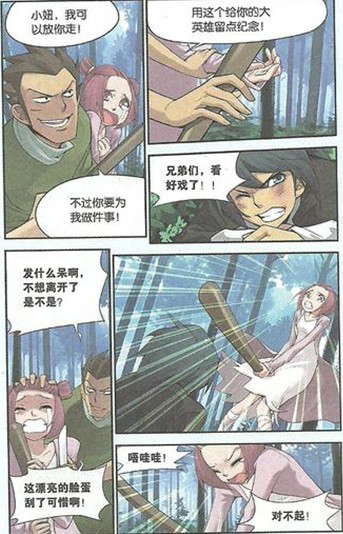 小妞，我可
以放你走！
不过你要为
我做件事！
用这个给你的大
英雄留点纪念！
兄弟们，看
好戏了！！
发什么呆啊，
不想离开了
是不是？
这漂亮的脸蛋
刮了可惜啊！
唔哇哇！
对不起！